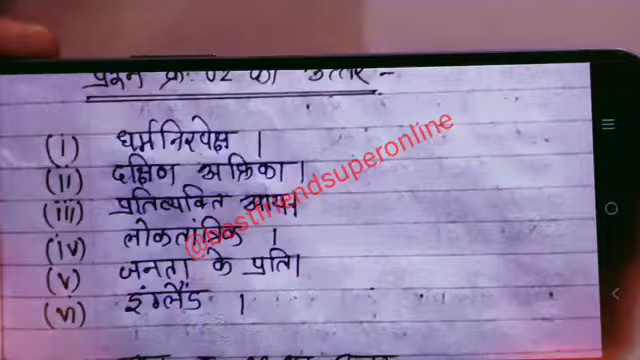 प्रश्न क्र. 02 का उत्तर -
(i) धर्मनिरपेक्ष ।
(ii) दक्षिण अफ्रिका ।
(iii) प्रतिव्यक्ति आय।
(iv) लोकतांत्रिक ।
(v) जनता के प्रति।
(vi) इंग्लैंड ।
@bestfriendsuperonline